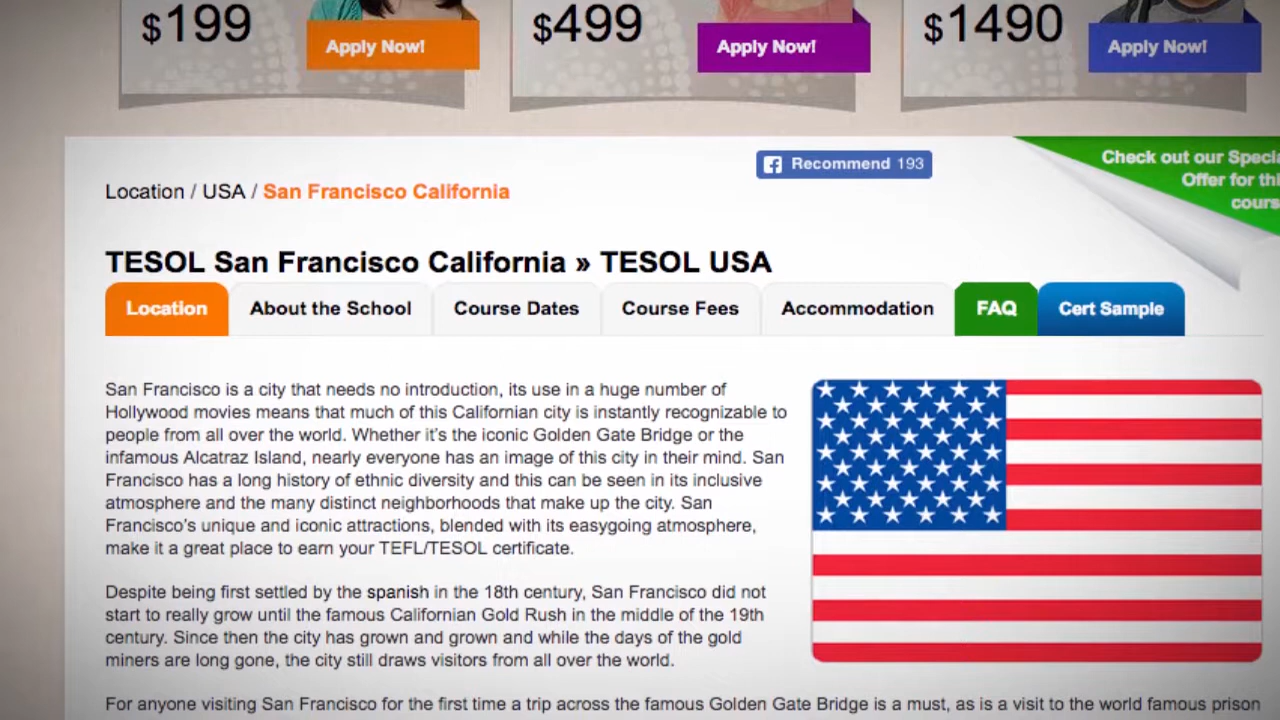 $199
Apply Now!
$499
Apply Now!
$1490
Apply Now!
Recommend 193
Check out our
Offer for
Location / USA / San Francisco California
TESOL San Francisco California » TESOL USA
Location
About the School
Course Dates
Course Fees
Accommodation
FAQ
Cert Sample
San Francisco is a city that needs no introduction, its use in a huge number of
Hollywood movies means that much of this Californian city is instantly recognizable to
people from all over the world. Whether it's the iconic Golden Gate Bridge or the
infamous Alcatraz Island, nearly everyone has an image of this city in their mind. San
Francisco has a long history of ethnic diversity and this can be seen in its inclusive
atmosphere and the many distinct neighborhoods that make up the city. San
Francisco's unique and iconic attractions, blended with its easygoing atmosphere,
make it a great place to earn your TEFL/TESOL certificate.
Despite being first settled by the spanish in the 18th century, San Francisco did not
start to really grow until the famous Californian Gold Rush in the middle of the 19th
century. Since then the city has grown and grown and while the days of the gold
miners are long gone, the city still draws visitors from all over the world.
For anyone visiting San Francisco for the first time a trip across the famous Golden Gate Bridge is a must, as is a visit to the world famous prison